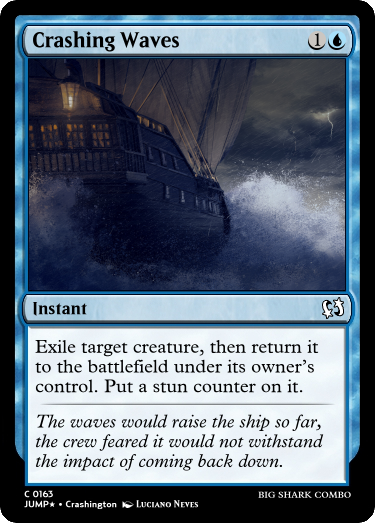 Crashing Waves 1
Instant
Exile target creature, then return it
to the battlefield under its owner's
control. Put a stun counter on it.
The waves would raise the ship so far,
the crew feared it would not withstand
the impact of coming back down.
C 0163
JUMP★ • Crashington Luciano Neves
BIG SHARK COMBO